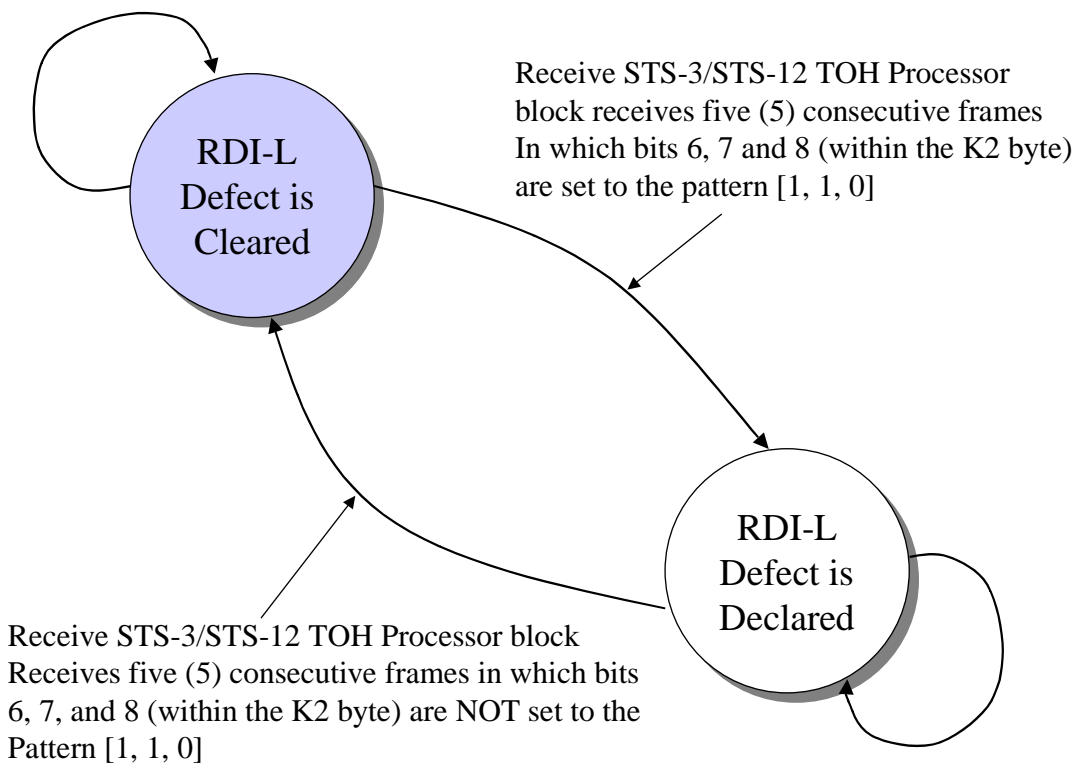 RDI-L
Defect is
Cleared
Receive STS-3/STS-12 TOH Processor
block receives five (5) consecutive frames
In which bits 6, 7 and 8 (within the K2 byte)
are set to the pattern [1, 1, 0]
RDI-L
Defect is
Declared
Receive STS-3/STS-12 TOH Processor block
Receives five (5) consecutive frames in which bits
6, 7, and 8 (within the K2 byte) are NOT set to the
Pattern [1, 1, 0]